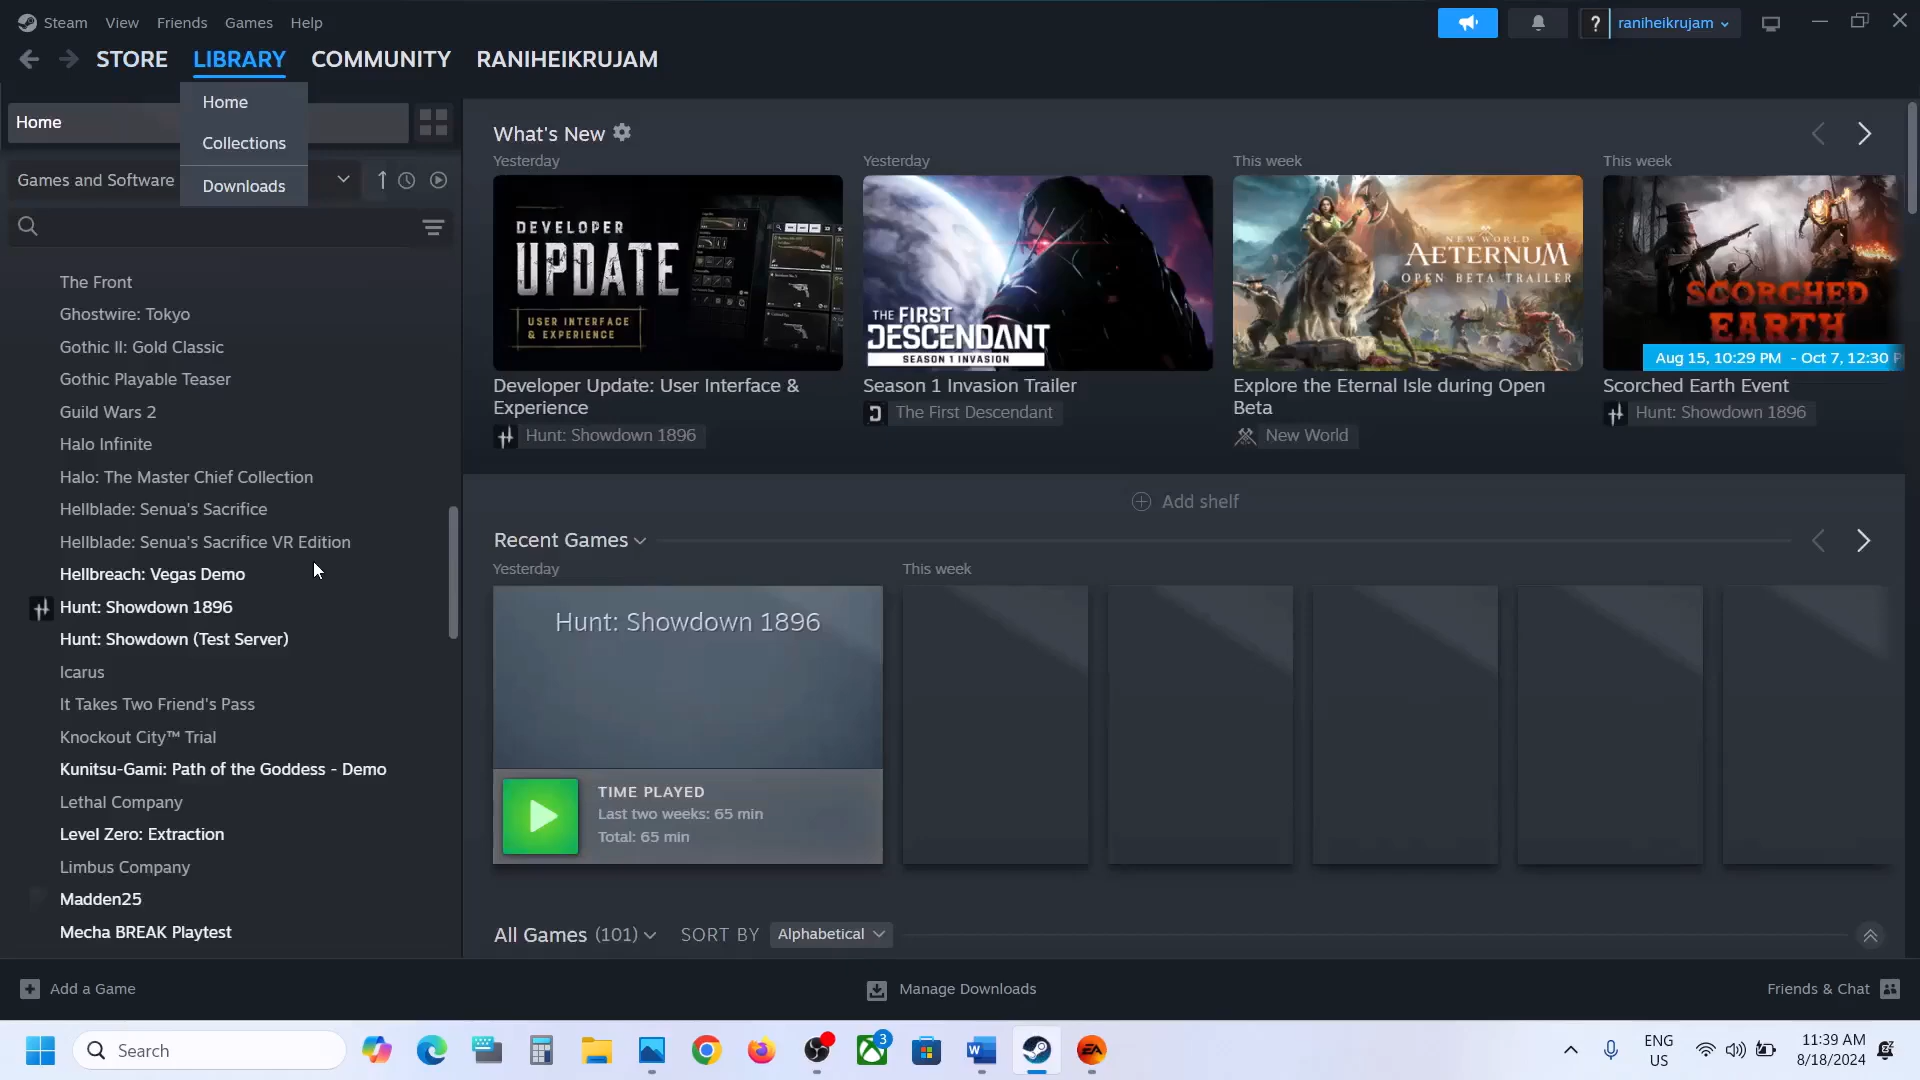 Steam View Friends Games Help
? raniheikrujam
STORE LIBRARY COMMUNITY RANIHEIKRUJAM
Home
Collections
Downloads
Home
Games and Software
The Front
Ghostwire: Tokyo
Gothic II: Gold Classic
Gothic Playable Teaser
Guild Wars 2
Halo Infinite
Halo: The Master Chief Collection
Hellblade: Senua's Sacrifice
Hellblade: Senua's Sacrifice VR Edition
Hellbreach: Vegas Demo
Hunt: Showdown 1896
Hunt: Showdown (Test Server)
Icarus
It Takes Two Friend's Pass
Knockout City™ Trial
Kunitsu-Gami: Path of the Goddess - Demo
Lethal Company
Level Zero: Extraction
Limbus Company
Madden25
Mecha BREAK Playtest
What's New
Yesterday
DEVELOPER
UPDATE
USER INTERFACE
& EXPERIENCE
Developer Update: User Interface &
Experience
Hunt: Showdown 1896
Yesterday
THE FIRST
DESCENDANT
SEASON 1 INVASION
Season 1 Invasion Trailer
The First Descendant
This week
NEW WORLD
AETERNUM
OPEN BETA TRAILER
Explore the Eternal Isle during Open
Beta
New World
This week
SCORCHED
EARTH
Aug 15, 10:29 PM - Oct 7, 12:30 P
Scorched Earth Event
Hunt: Showdown 1896
Add shelf
Recent Games
Yesterday
This week
Hunt: Showdown 1896
TIME PLAYED
Last two weeks: 65 min
Total: 65 min
All Games (101) SORT BY Alphabetical
Add a Game
Manage Downloads
Friends & Chat
Search
3
EA
ENG
US
11:39 AM
8/18/2024